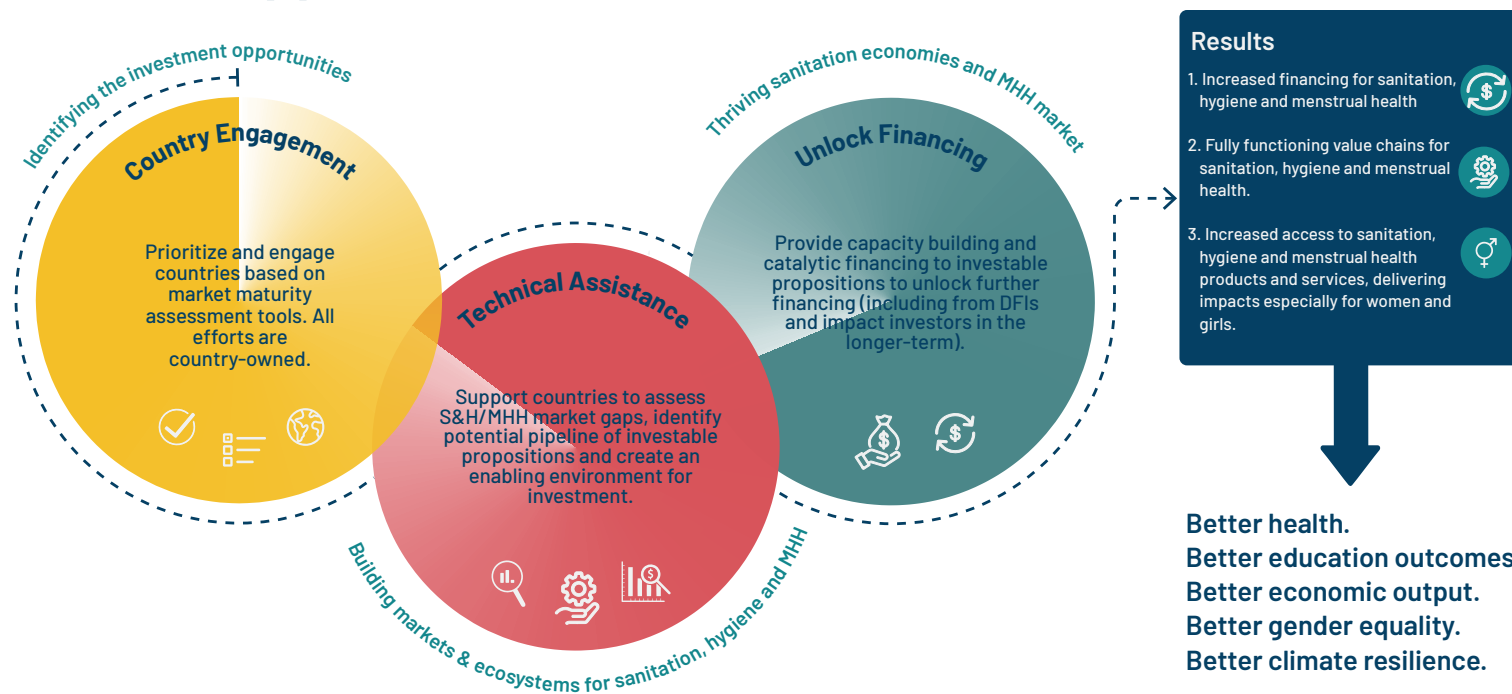 Identifying the investment opportunities
Country Engagement
Prioritize and engage
countries based on
market maturity
assessment tools. All
efforts are
country-owned.
Technical Assistance
Support countries to assess
S&H/MHH market gaps, identify
potential pipeline of investable
propositions and create an
enabling environment for
investment.
Building markets & ecosystems for sanitation, hygiene and MHH
Thriving sanitation economies and MHH market
Unlock Financing
Provide capacity building and
catalytic financing to investable
propositions to unlock further
financing (including from DFIs
and impact investors in the
longer-term).
Results
1. Increased financing for sanitation,
hygiene and menstrual health
2. Fully functioning value chains for
sanitation, hygiene and menstrual
health.
3. Increased access to sanitation,
hygiene and menstrual health
products and services, delivering
impacts especially for women and
girls.
Better health.
Better education outcomes
Better economic output.
Better gender equality.
Better climate resilience.